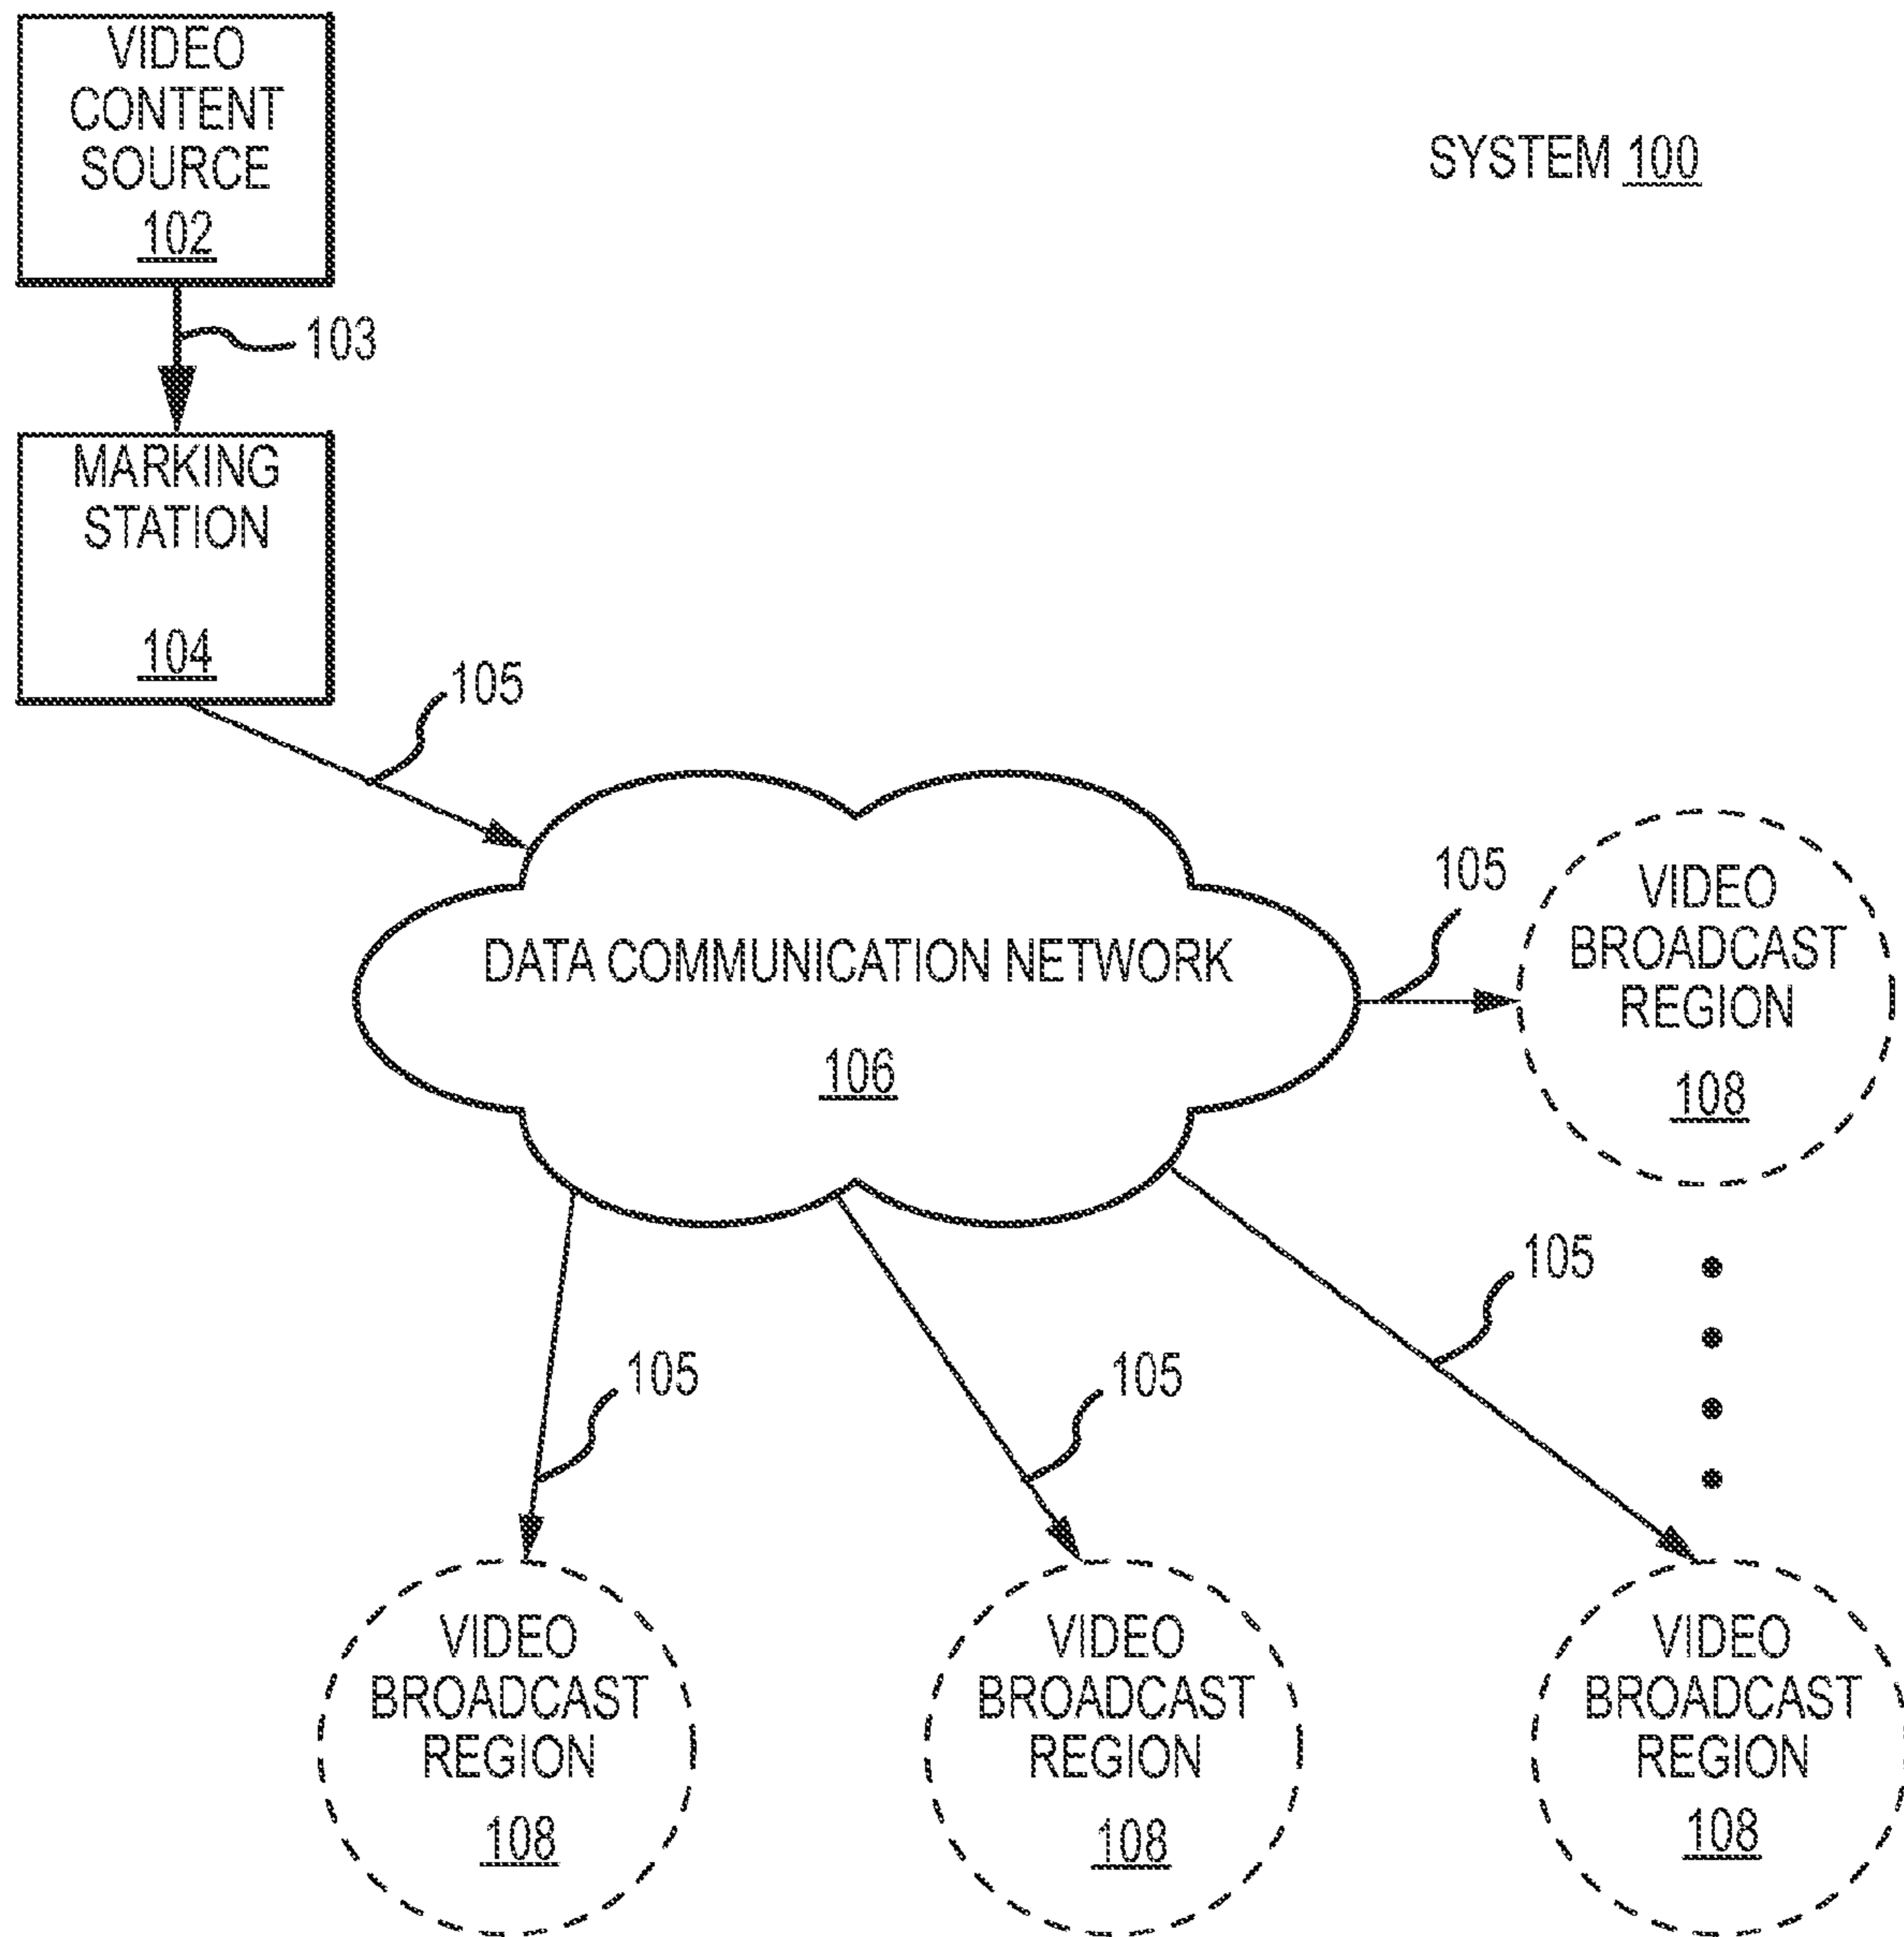 VIDEO
CONTENT
SOURCE
102
SYSTEM 100
103
MARKING
STATION
104
105
DATA COMMUNICATION NETWORK
106
105
VIDEO
BROADCAST
REGION
108
105
105
105
VIDEO
BROADCAST
REGION
108
VIDEO
BROADCAST
REGION
108
VIDEO
BROADCAST
REGION
108